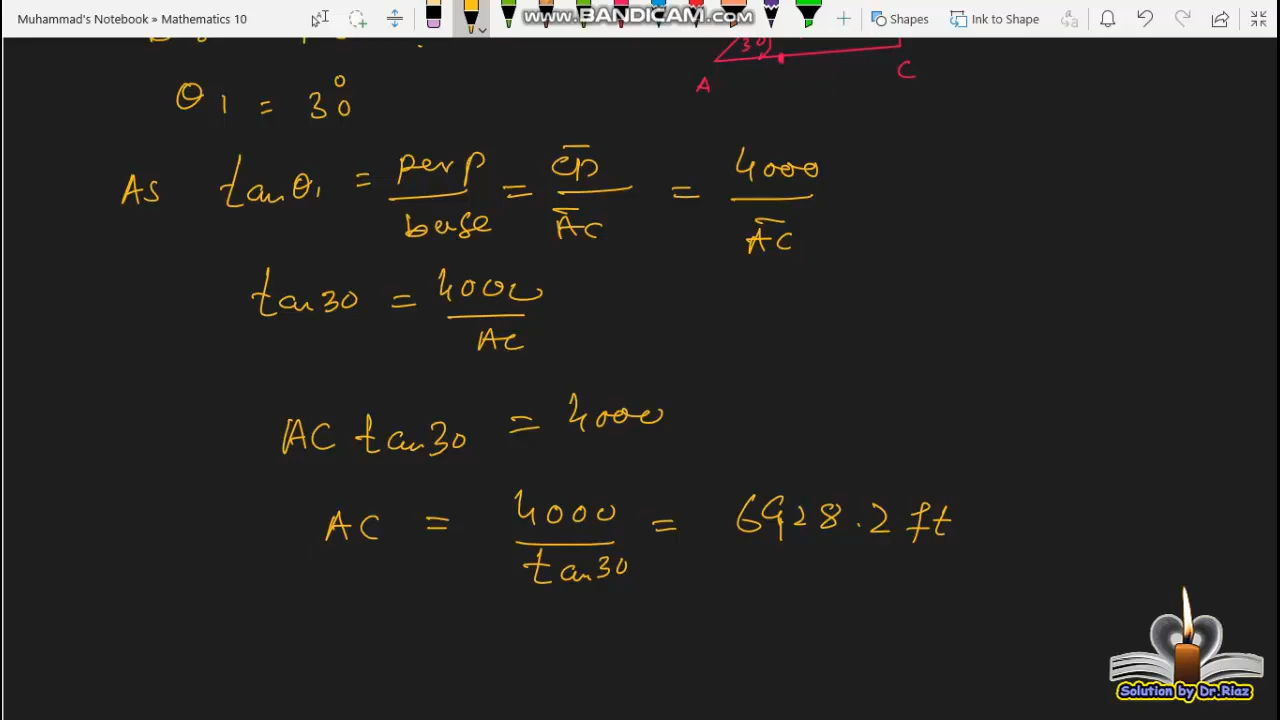 Muhammad's Notebook » Mathematics 10
www.BANDICAM.com
Shapes
Ink to Shape
30
A
C
θ1 = 30°
As tanθ1 = perp/base = CP/AC = 4000/AC
tan30 = 4000/AC
AC tan30 = 4000
AC = 4000/tan30 = 6928.2 ft
Solution by Dr.Riaz